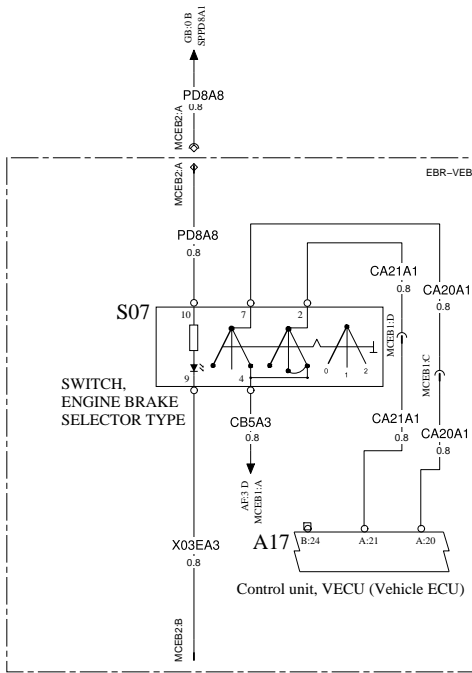 GB:0 B
SPPD8A1
PD8A8
0.8
MCEB2:A
MCEB2:A
EBR-VEB
PD8A8
0.8
CA21A1
0.8
CA20A1
0.8
S07
10
7
2
MCEB1:D
0
1
2
MCEB1:C
9
4
SWITCH,
ENGINE BRAKE
SELECTOR TYPE
CB5A3
0.8
CA21A1
0.8
CA20A1
0.8
AF:3 D
MCEB1:A
X03EA3
0.8
A17
B:24
A:21
A:20
Control unit, VECU (Vehicle ECU)
MCEB2:B